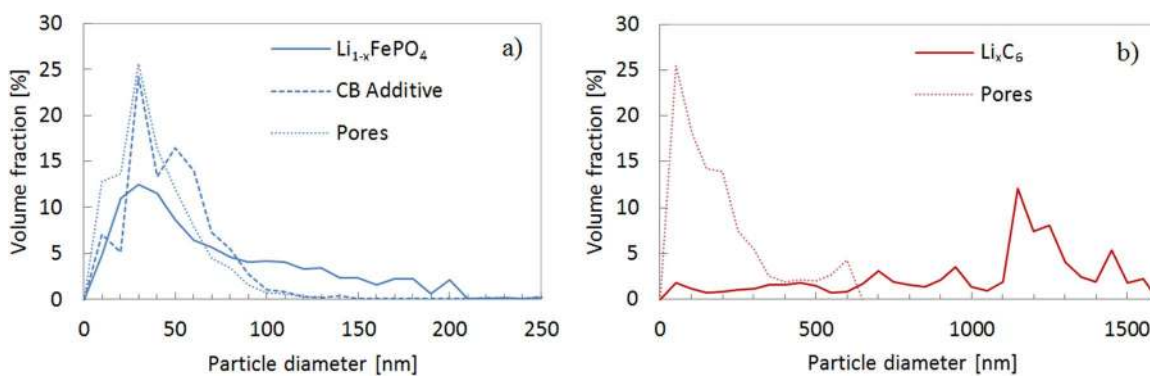 a)
Li₁₋ₓFePO₄
CB Additive
Pores
Volume fraction [%]
30
25
20
15
10
5
0
0 50 100 150 200 250
Particle diameter [nm]
b)
LiₓC₆
Pores
Volume fraction [%]
30
25
20
15
10
5
0
0 500 1000 1500
Particle diameter [nm]